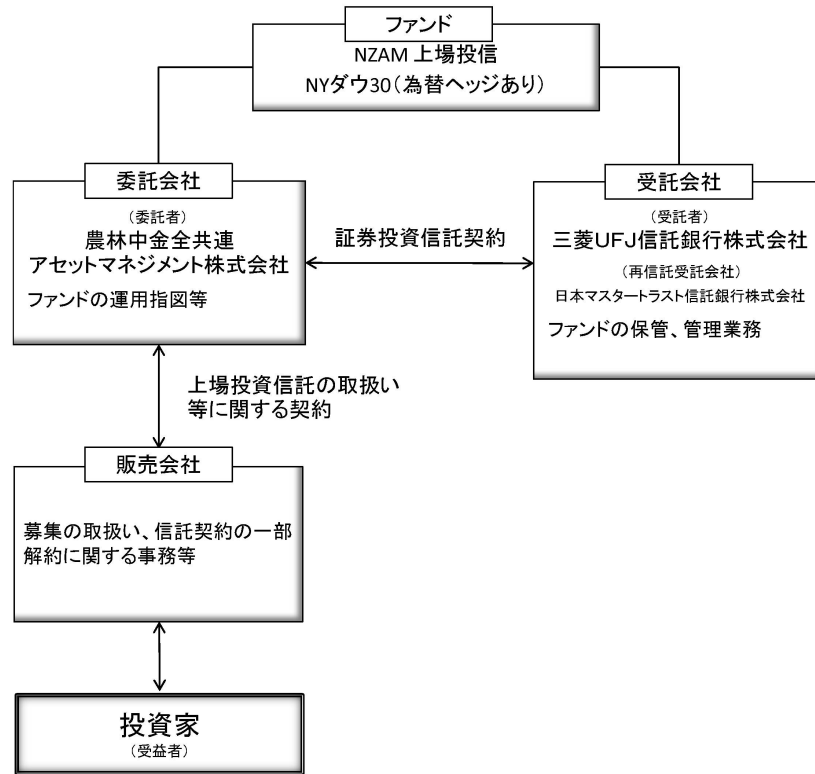 ファンド
NZAM 上場投信
NYダウ30(為替ヘッジあり)
委託会社
(委託者)
農林中金全共連
アセットマネジメント株式会社
ファンドの運用指図等
証券投資信託契約
受託会社
(受託者)
三菱UFJ信託銀行株式会社
(再信託受託会社)
日本マスタートラスト信託銀行株式会社
ファンドの保管、管理業務
上場投資信託の取扱い
等に関する契約
販売会社
募集の取扱い、信託契約の一部
解約に関する事務等
投資家
(受益者)